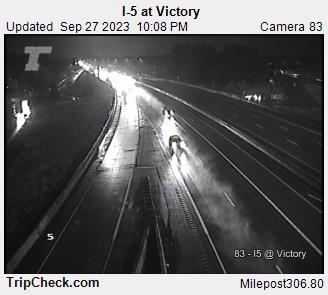 I-5 at Victory
Updated Sep 27 2023 10:08 PM Camera 83
T
S
83 - I5 @ Victory
TripCheck.com Milepost306.80